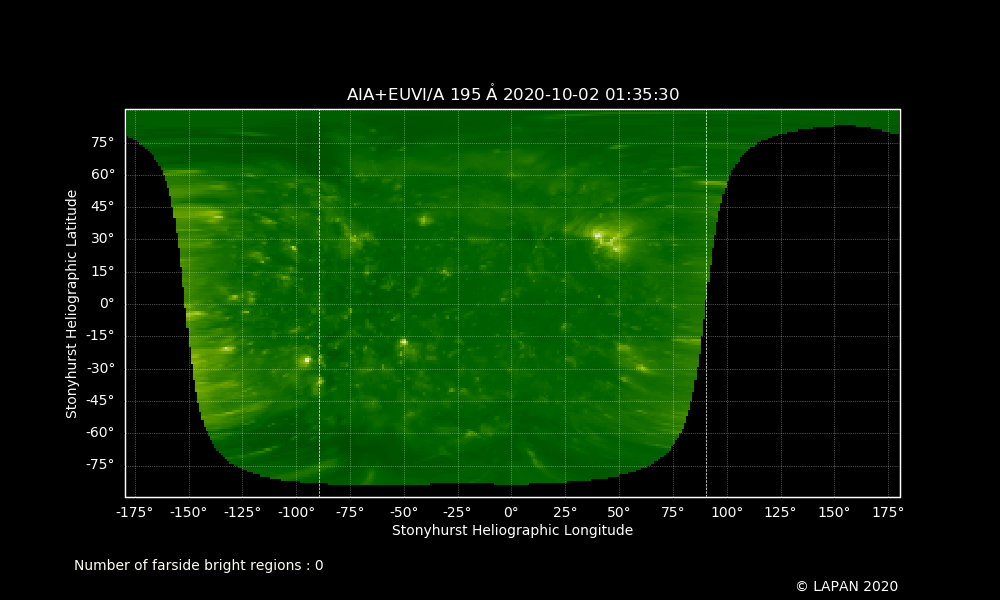 AIA+EUVI/A 195 Å 2020-10-02 01:35:30
75°
60°
45°
30°
15°
0°
-15°
-30°
-45°
-60°
-75°
Stonyhurst Heliographic Latitude
-175° -150° -125° -100° -75° -50° -25° 0° 25° 50° 75° 100° 125° 150° 175°
Stonyhurst Heliographic Longitude
Number of farside bright regions : 0
© LAPAN 2020